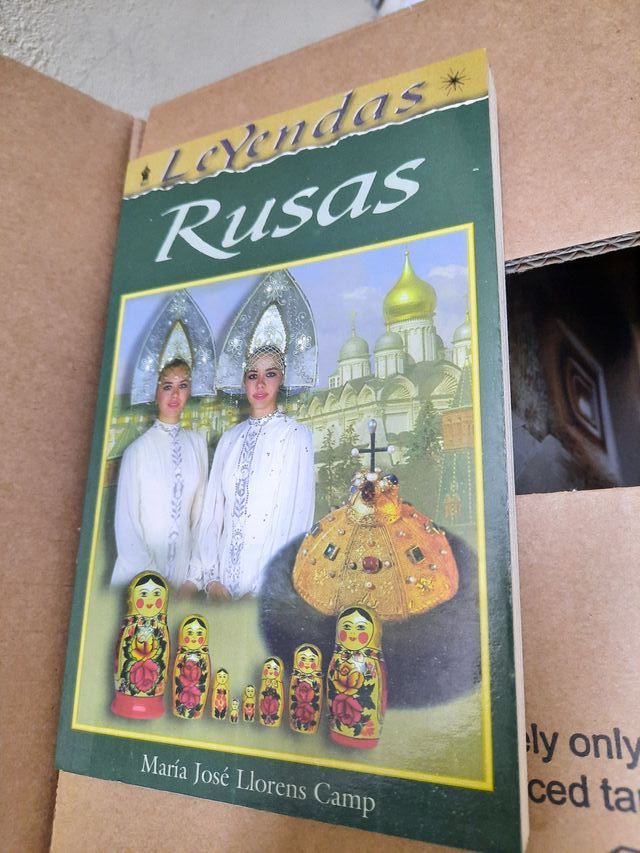 Leyendas
Rusas
María José Llorens Camp
ely only
ced ta